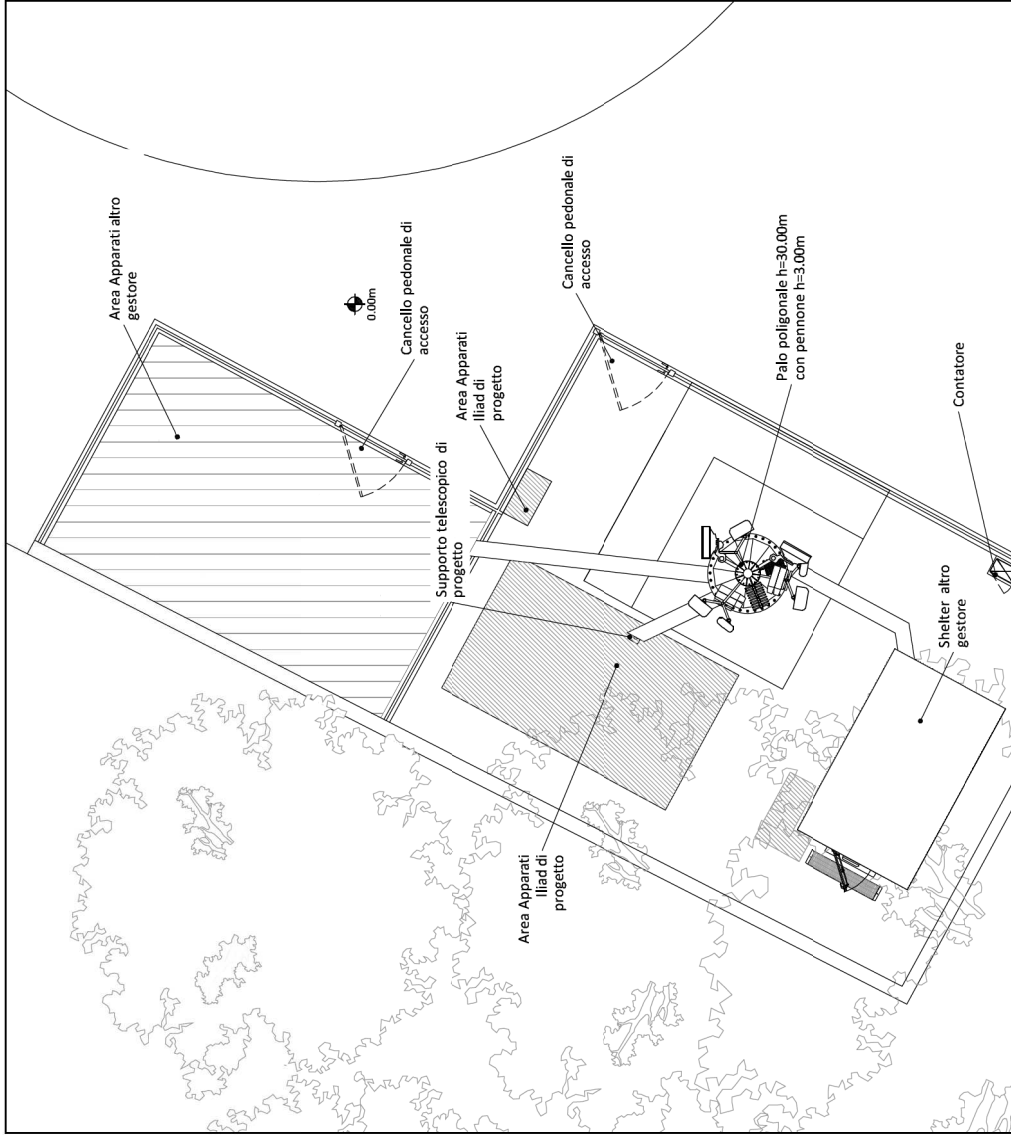 Area Apparati altro
gestore
0.00m
Cancello pedonale di
accesso
Supporto telescopico di
progetto
Area Apparati
Iliad di
progetto
Cancello pedonale di
accesso
Palo poligonale h=30.00m
con pennone h=3.00m
Contatore
Shelter altro
gestore
Area Apparati
Iliad di
progetto